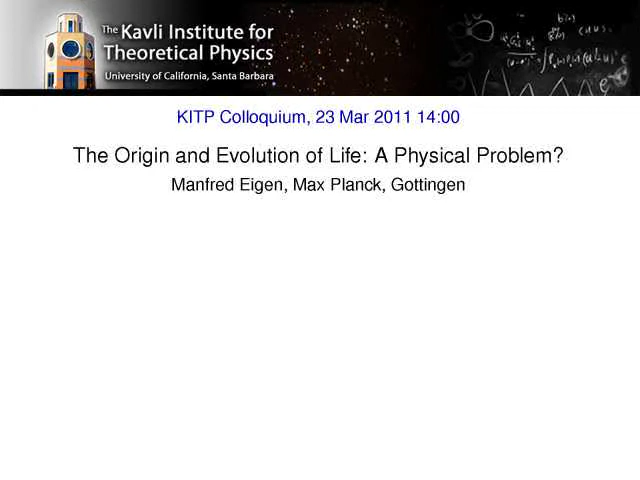 The Kavli Institute for
Theoretical Physics
University of California, Santa Barbara
KITP Colloquium, 23 Mar 2011 14:00
The Origin and Evolution of Life: A Physical Problem?
Manfred Eigen, Max Planck, Gottingen